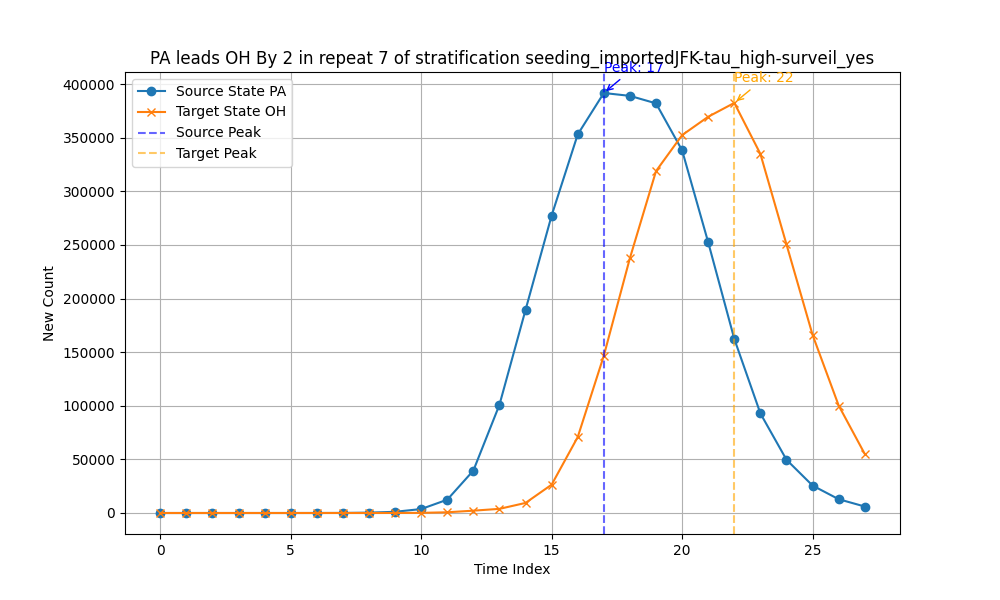 PA leads OH By 2 in repeat 7 of stratification seeding_importedJFK-tau_high-surveil_yes
Peak: 17
Peak: 22
Source State PA
Target State OH
Source Peak
Target Peak
400000
350000
300000
250000
200000
150000
100000
50000
0
New Count
0 5 10 15 20 25
Time Index